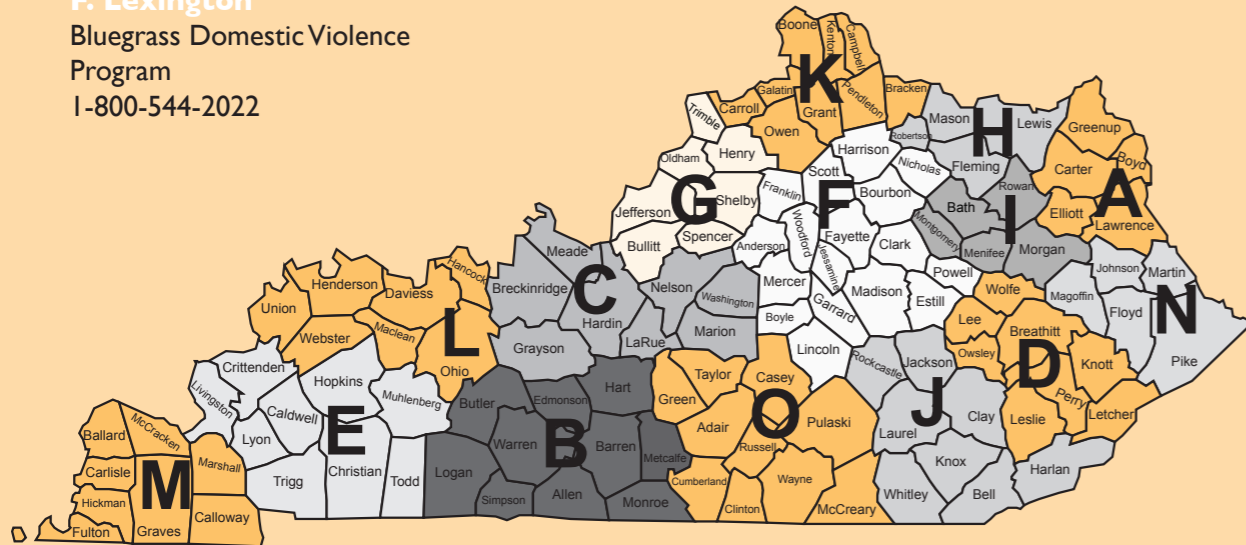 F. Lexington
Bluegrass Domestic Violence
Program
1-800-544-2022
Boone
Kenton
Campbell
K
Galatin
Grant
Pendleton
Bracken
Carroll
Owen
Trimble
Mason
H
Lewis
Greenup
Robertson
Fleming
Boyd
Carter
A
Elliott
Lawrence
Oldham
Henry
Harrison
Nicholas
Scott
Franklin
F
Bourbon
Rowan
Bath
I
Jefferson
G
Shelby
Bullitt
Spencer
Anderson
Woodford
Fayette
Jessamine
Clark
Montgomery
Menifee
Morgan
Johnson
Martin
Magoffin
Floyd
N
Pike
Meade
Breckinridge
C
Hardin
Nelson
Washington
Mercer
Madison
Powell
Estill
Wolfe
Lee
Breathitt
Boyle
Garrard
Marion
LaRue
Grayson
Lincoln
Rockcastle
Jackson
Owsley
D
Knott
Perry
Leslie
Letcher
Hancock
Henderson
Daviess
Union
Webster
Maclean
L
Ohio
Crittenden
Livingston
Hopkins
Caldwell
Muhlenberg
Lyon
E
Trigg
Christian
Todd
Butler
Edmonson
Hart
Warren
B
Barren
Metcalfe
Logan
Simpson
Allen
Monroe
Taylor
Green
Casey
Adair
O
Pulaski
Russell
Cumberland
Clinton
Wayne
McCreary
J
Laurel
Clay
Knox
Whitley
Bell
Harlan
McCracken
Ballard
Carlisle
M
Marshall
Hickman
Graves
Calloway
Fulton